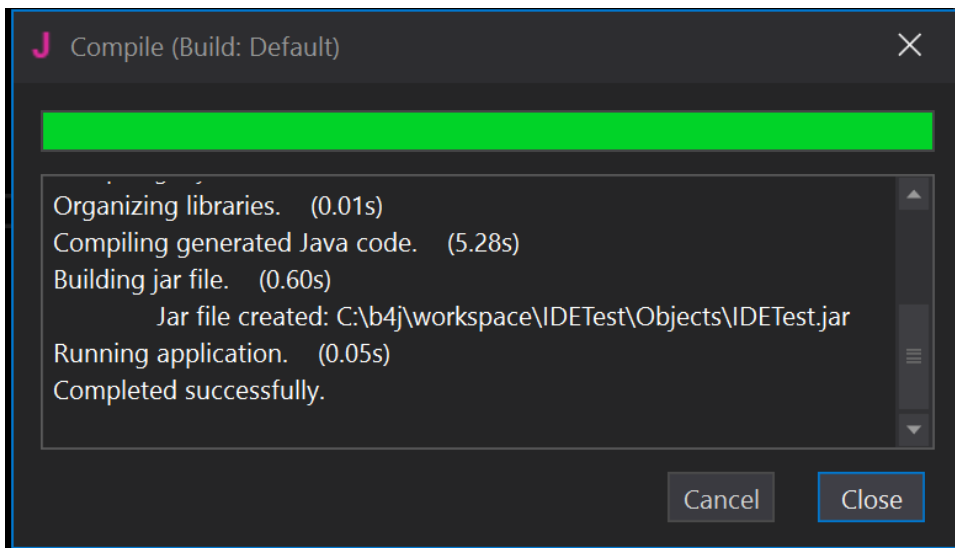 J Compile (Build: Default)
Organizing libraries. (0.01s)
Compiling generated Java code. (5.28s)
Building jar file. (0.60s)
Jar file created: C:\b4j\workspace\IDETest\Objects\IDETest.jar
Running application. (0.05s)
Completed successfully.
Cancel
Close